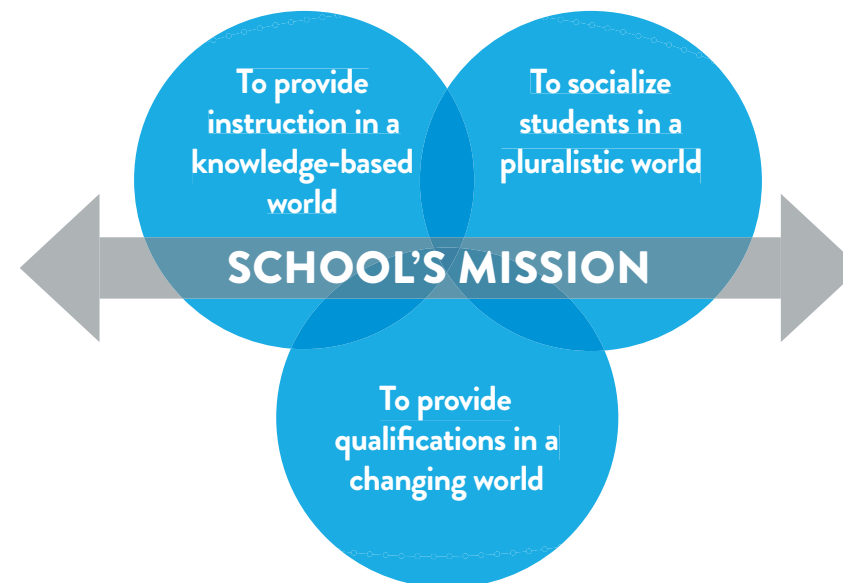 To provide
instruction in a
knowledge-based
world
To socialize
students in a
pluralistic world
SCHOOL'S MISSION
To provide
qualifications in a
changing world